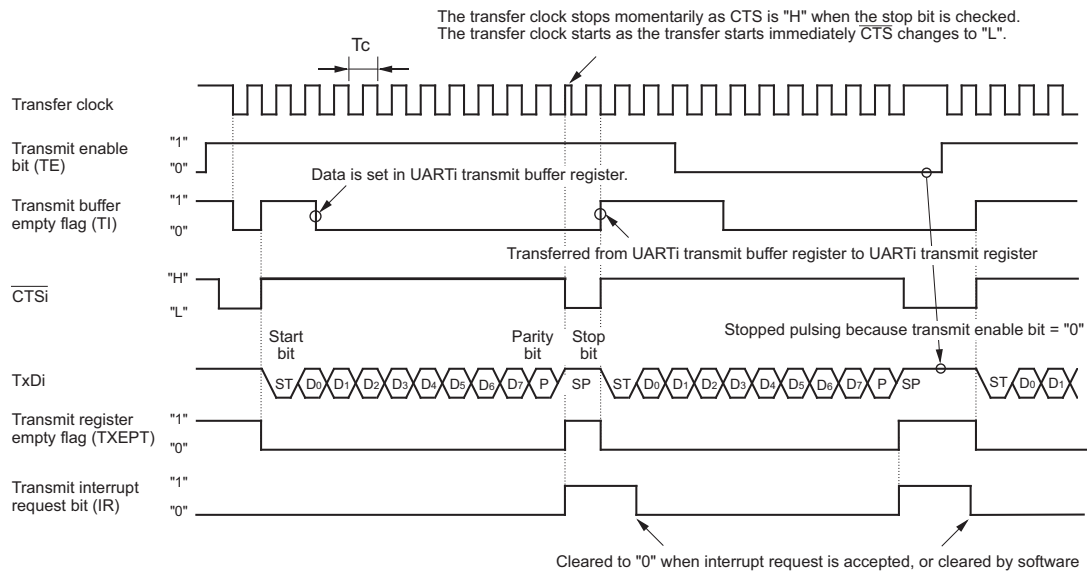 The transfer clock stops momentarily as CTS is "H" when the stop bit is checked.
The transfer clock starts as the transfer starts immediately CTS changes to "L".
Tc
Transfer clock
Transmit enable
bit (TE)
"1"
"0"
Data is set in UARTi transmit buffer register.
Transmit buffer
empty flag (TI)
"1"
"0"
Transferred from UARTi transmit buffer register to UARTi transmit register
CTSi
"H"
"L"
Stopped pulsing because transmit enable bit = "0"
Start
bit
Parity
bit
Stop
bit
TxDi
ST D0 D1 D2 D3 D4 D5 D6 D7 P SP ST D0 D1 D2 D3 D4 D5 D6 D7 P SP ST D0 D1
Transmit register
empty flag (TXEPT)
"1"
"0"
Transmit interrupt
request bit (IR)
"1"
"0"
Cleared to "0" when interrupt request is accepted, or cleared by software